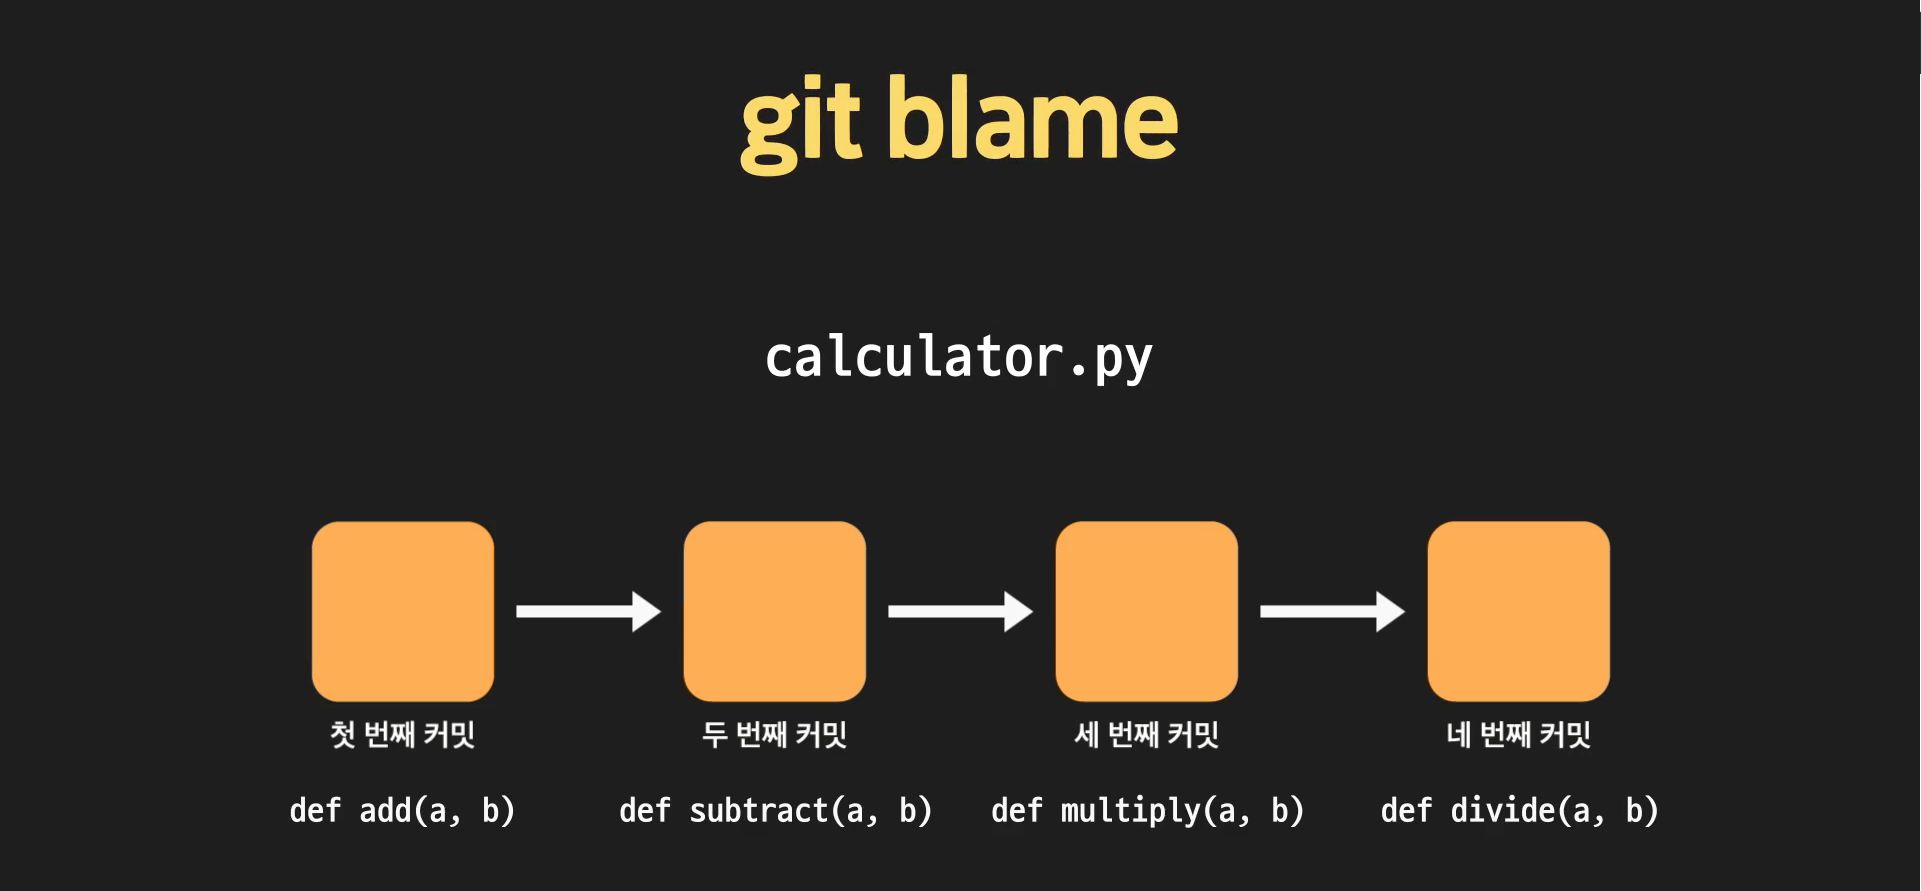 git blame
calculator.py
첫 번째 커밋
두 번째 커밋
세 번째 커밋
네 번째 커밋
def add(a, b)
def subtract(a, b)
def multiply(a, b)
def divide(a, b)